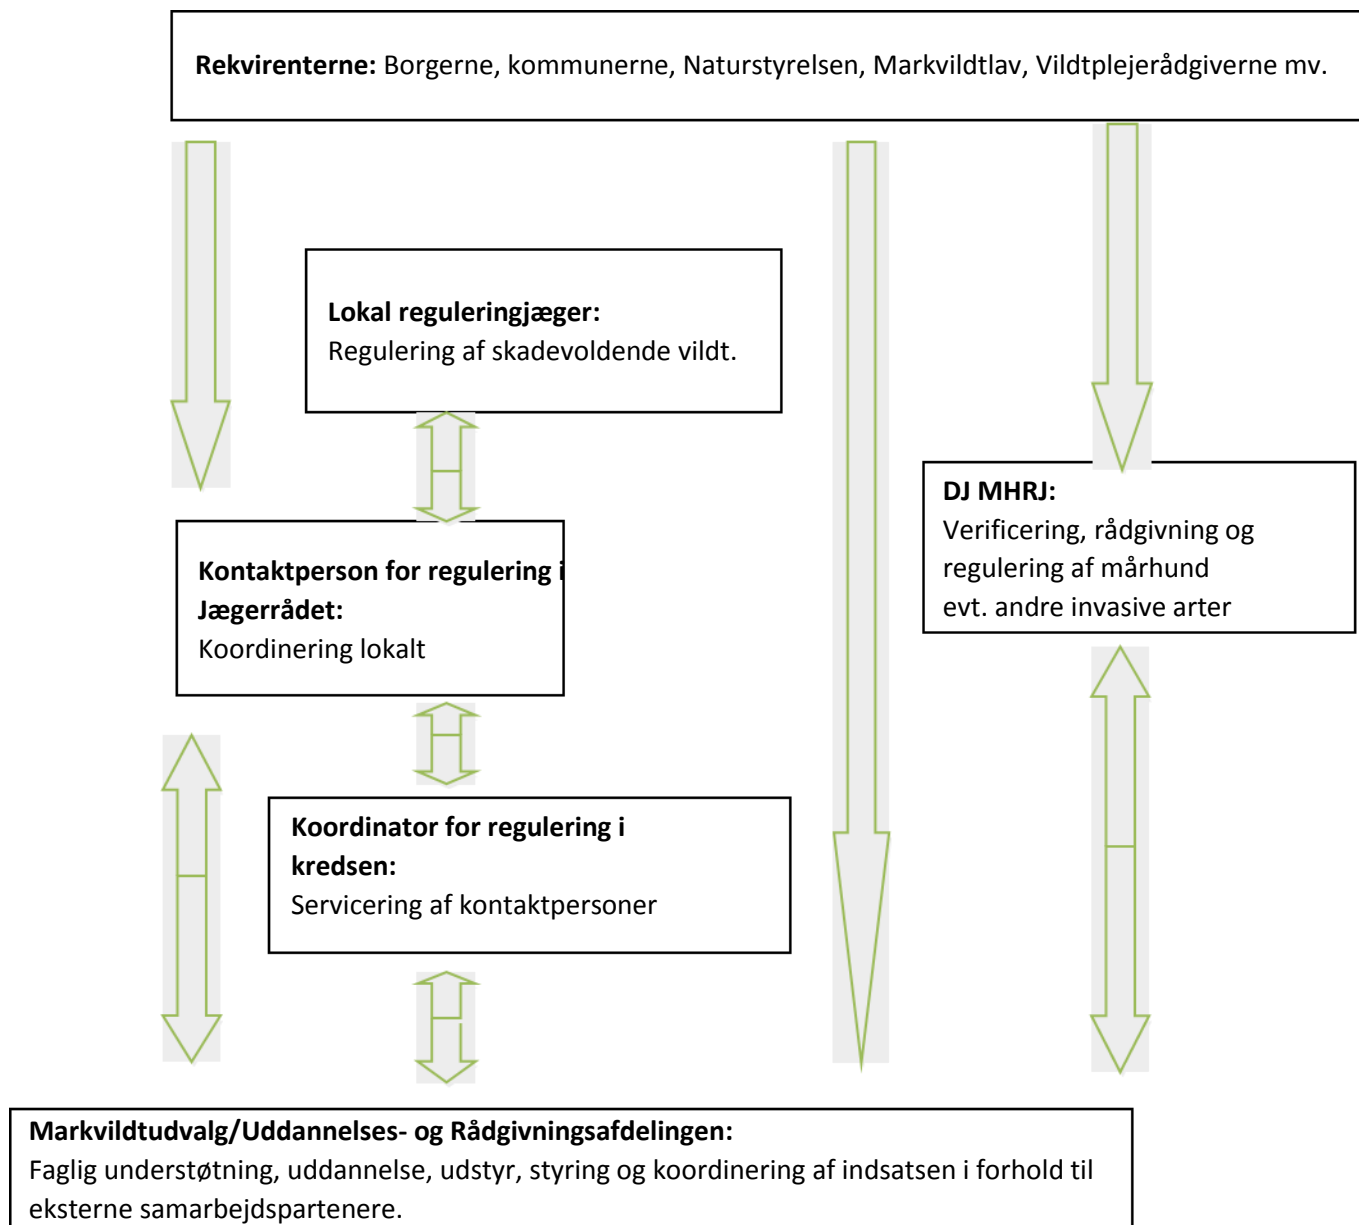 Rekvirenterne: Borgerne, kommunerne, Naturstyrelsen, Markvildtlav, Vildtplejerådgiverne mv.
Lokal reguleringjæger:
Regulering af skadevoldende vildt.
DJ MHRJ:
Verificering, rådgivning og
regulering af mårhund
evt. andre invasive arter
Kontaktperson for regulering i
Jægerrådet:
Koordinering lokalt
Koordinator for regulering i
kredsen:
Servicering af kontaktpersoner
Markvildtudvalg/Uddannelses- og Rådgivningsafdelingen:
Faglig understøtning, uddannelse, udstyr, styring og koordinering af indsatsen i forhold til
eksterne samarbejdspartenere.